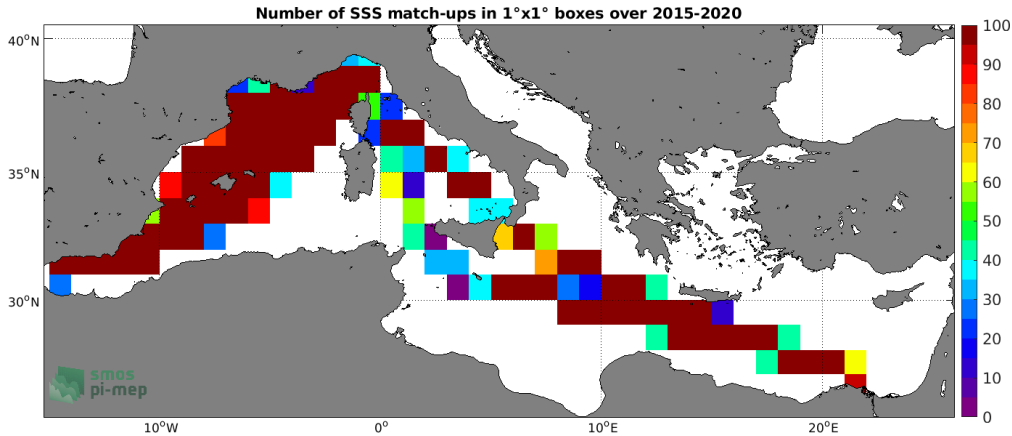 Number of SSS match-ups in 1°x1° boxes over 2015-2020
40°N
35°N
30°N
10°W
0°
10°E
20°E
100
90
80
70
60
50
40
30
20
10
0
smos
pi-mep